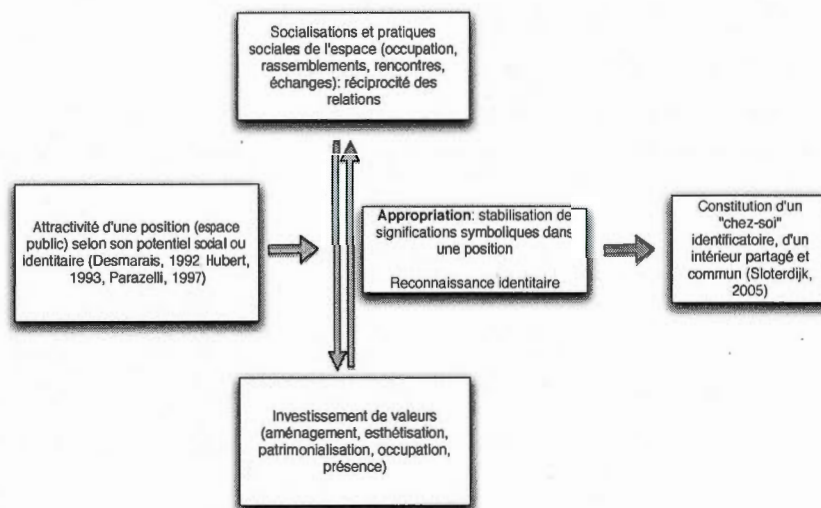 Socialisations et pratiques
sociales de l'espace (occupation,
rassemblements, rencontres,
échanges): réciprocité des
relations
Attractivité d'une position (espace
public) selon son potentiel social ou
identitaire (Desmarais, 1992 Hubert,
1993, Parazelli, 1997)
Appropriation: stabilisation de
significations symboliques dans
une position
Reconnaissance identitaire
Constitution d'un
"chez-soi"
identificatoire, d'un
intérieur partagé et
commun (Sloterdijk,
2005)
Investissement de valeurs
(aménagement, esthétisation,
patrimonialisation, occupation,
présence)